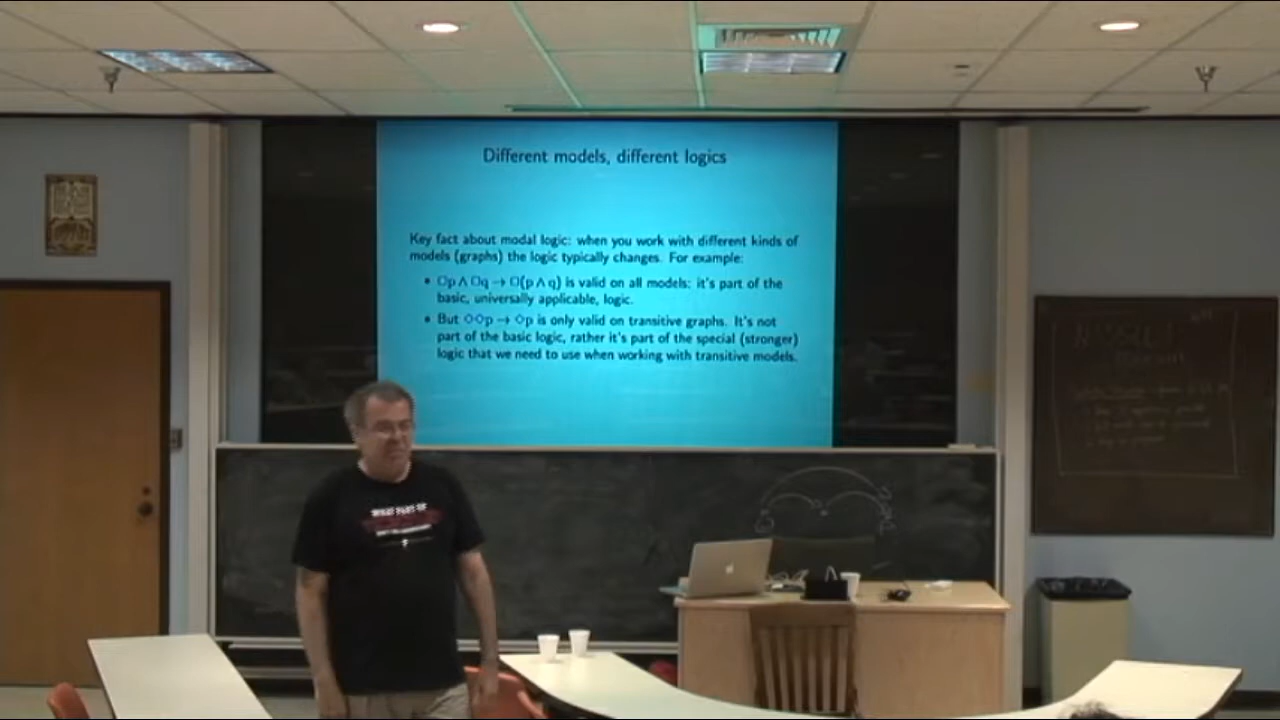 Different models, different logics
Key fact about modal logic: when you work with different kinds of
models (graphs) the logic typically changes. For example:
• □p ∧ □q → □(p ∧ q) is valid on all models: it's part of the
basic, universally applicable, logic.
• But ◇◇p → ◇p is only valid on transitive graphs. It's not
part of the basic logic, rather it's part of the special (stronger)
logic that we need to use when working with transitive models.
WHAT PART OF